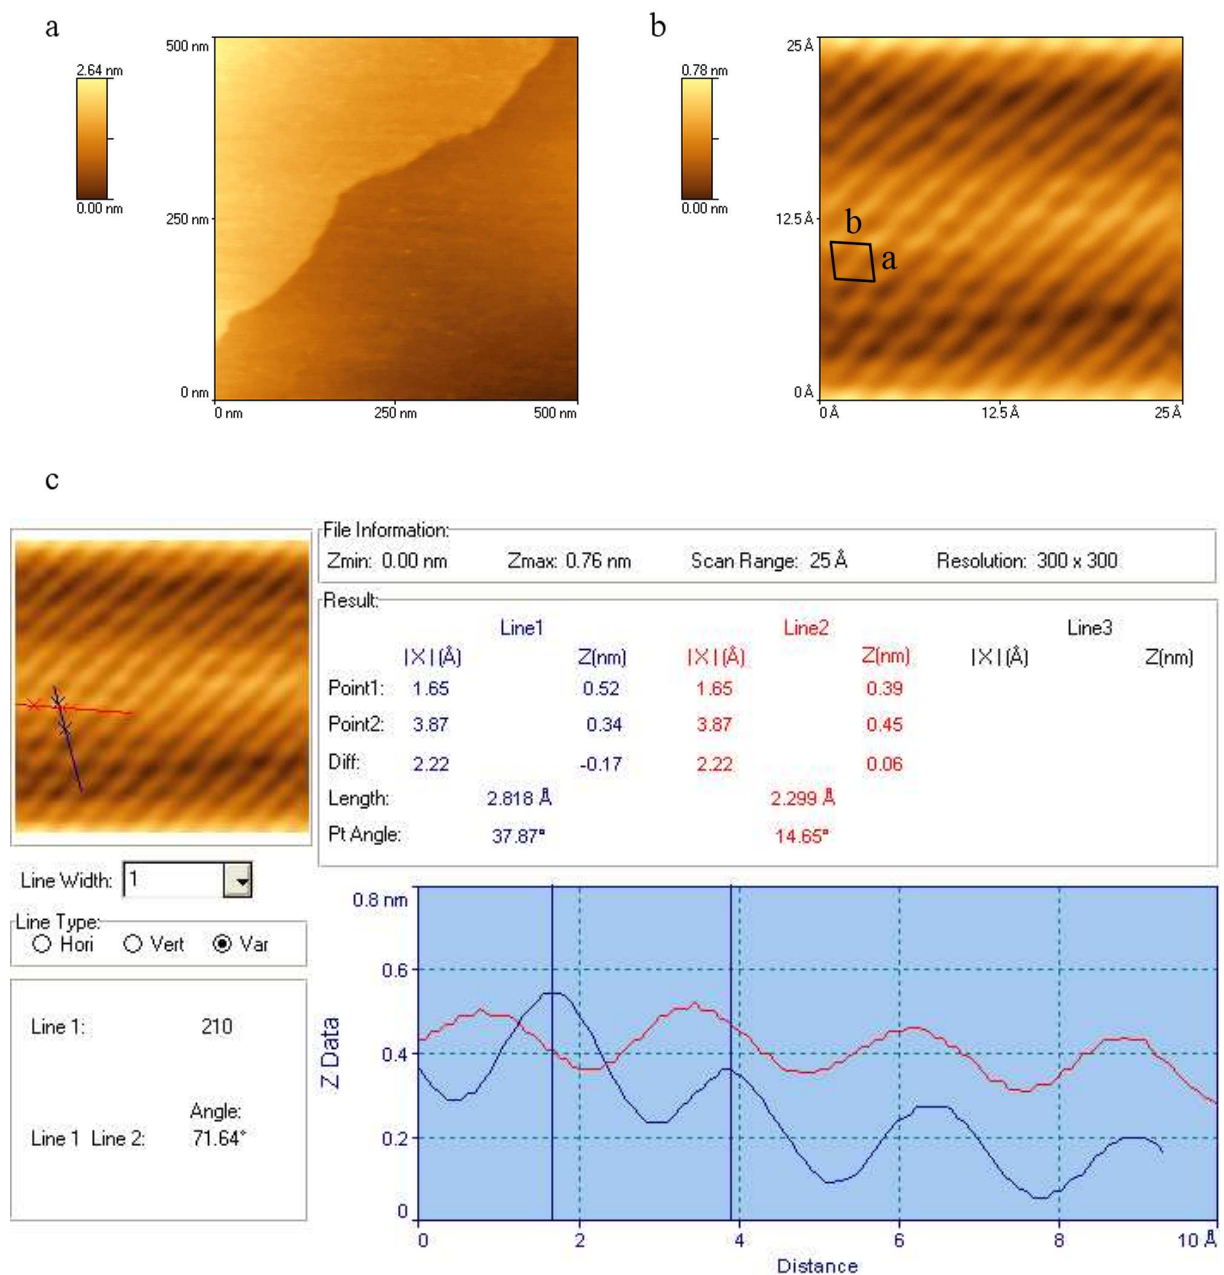 a
500 nm
2.64 nm
0.00 nm
250 nm
0 nm
0 nm 250 nm 500 nm
b
25 Å
0.78 nm
0.00 nm
12.5 Å
b
a
0 Å
0 Å 12.5 Å 25 Å
c
File Information:
Zmin: 0.00 nm Zmax: 0.76 nm Scan Range: 25 Å Resolution: 300 x 300
Result:
Line1 Line2 Line3
|X| (Å) Z(nm) |X| (Å) Z(nm) |X| (Å) Z(nm)
Point1: 1.65 0.52 1.65 0.39
Point2: 3.87 0.34 3.87 0.45
Diff: 2.22 -0.17 2.22 0.06
Length: 2.818 Å 2.299 Å
Pt Angle: 37.87° 14.65°
Line Width: 1
Line Type:
Hori Vert Var
Line 1: 210
Angle:
Line 1 Line 2: 71.64°
0.8 nm
0.6
0.4
0.2
0
Z Data
0 2 4 6 8 10 Å
Distance